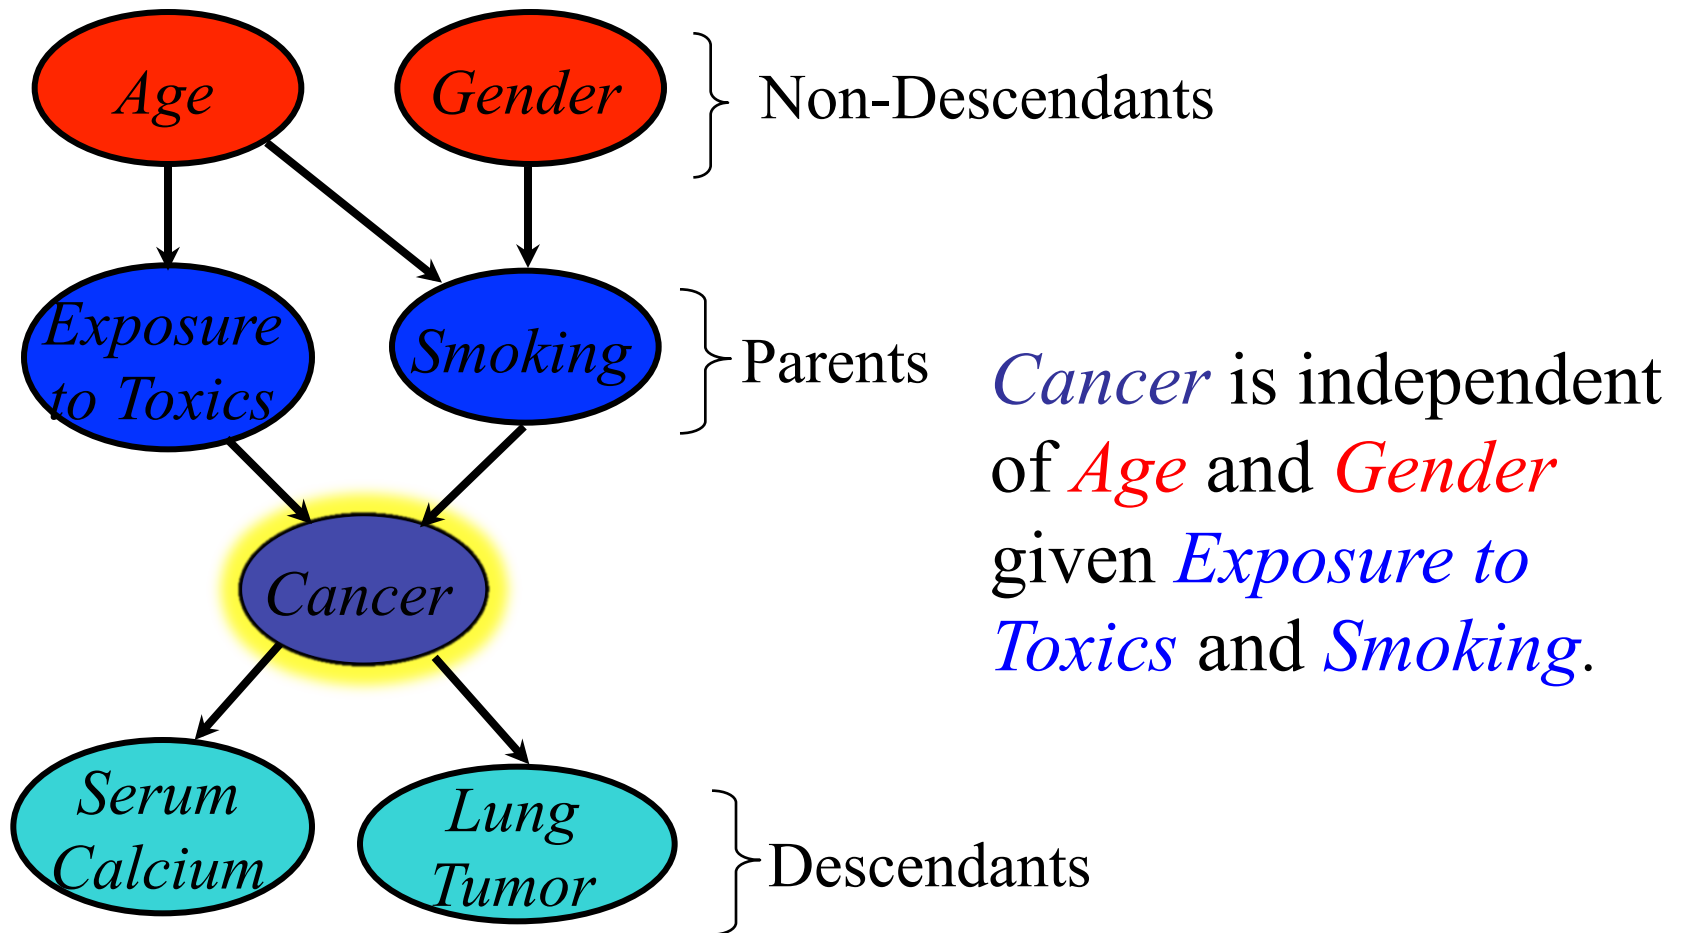 Age
Gender
Non-Descendants
Exposure
to Toxics
Smoking
Parents
Cancer is independent
of Age and Gender
given Exposure to
Toxics and Smoking.
Cancer
Serum
Calcium
Lung
Tumor
Descendants